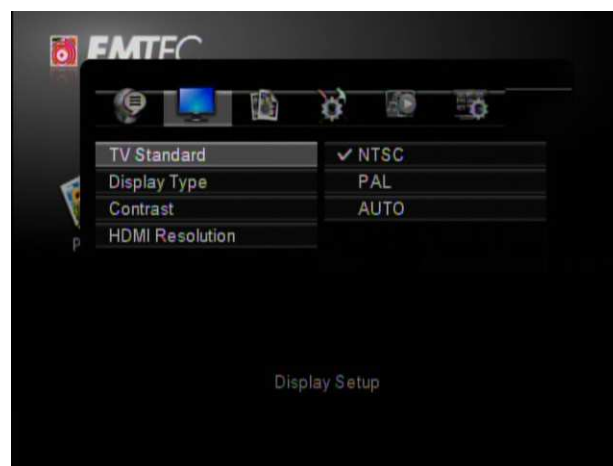 EMTEC
TV Standard
✓ NTSC
Display Type
PAL
Contrast
AUTO
HDMI Resolution
Display Setup